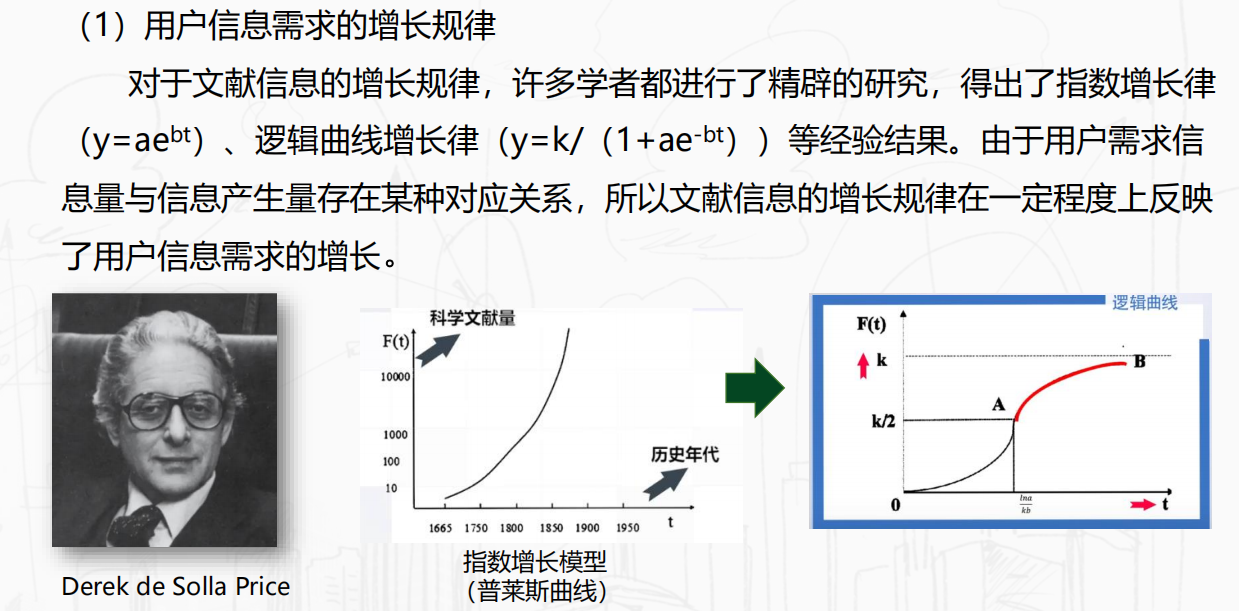 （1）用户信息需求的增长规律
对于文献信息的增长规律，许多学者都进行了精辟的研究，得出了指数增长律
（y=aeᵇᵗ）、逻辑曲线增长律（y=k/（1+ae⁻ᵇᵗ））等经验结果。由于用户需求信
息量与信息产生量存在某种对应关系，所以文献信息的增长规律在一定程度上反映
了用户信息需求的增长。
Derek de Solla Price
科学文献量
F(t)
10000
1000
100
10
历史年代
1665 1750 1800 1850 1900 1950 t
指数增长模型
（普莱斯曲线）
逻辑曲线
F(t)
k
B
A
k/2
0
lna
kb
t